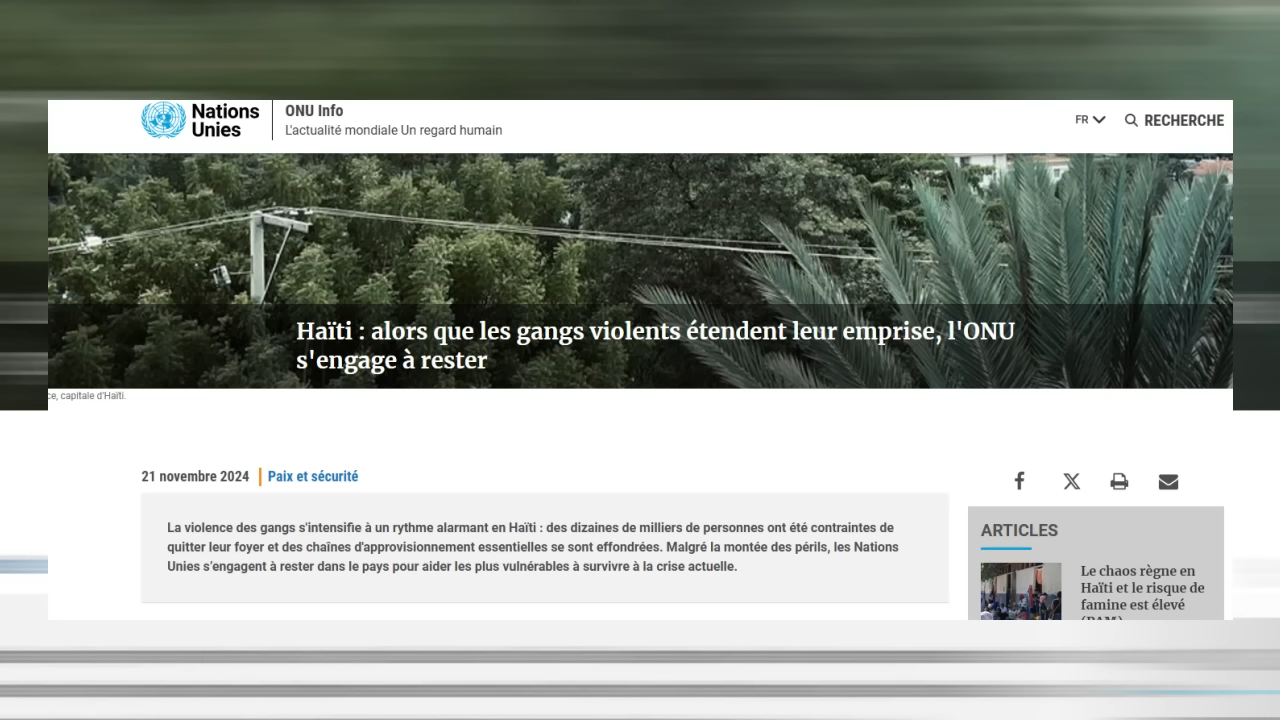 Nations
Unies
ONU Info
L'actualité mondiale Un regard humain
FR
RECHERCHE
Haïti : alors que les gangs violents étendent leur emprise, l'ONU
s'engage à rester
ce, capitale d'Haïti.
21 novembre 2024
Paix et sécurité
La violence des gangs s'intensifie à un rythme alarmant en Haïti : des dizaines de milliers de personnes ont été contraintes de
quitter leur foyer et des chaînes d'approvisionnement essentielles se sont effondrées. Malgré la montée des périls, les Nations
Unies s’engagent à rester dans le pays pour aider les plus vulnérables à survivre à la crise actuelle.
ARTICLES
Le chaos règne en
Haïti et le risque de
famine est élevé
(PAM)